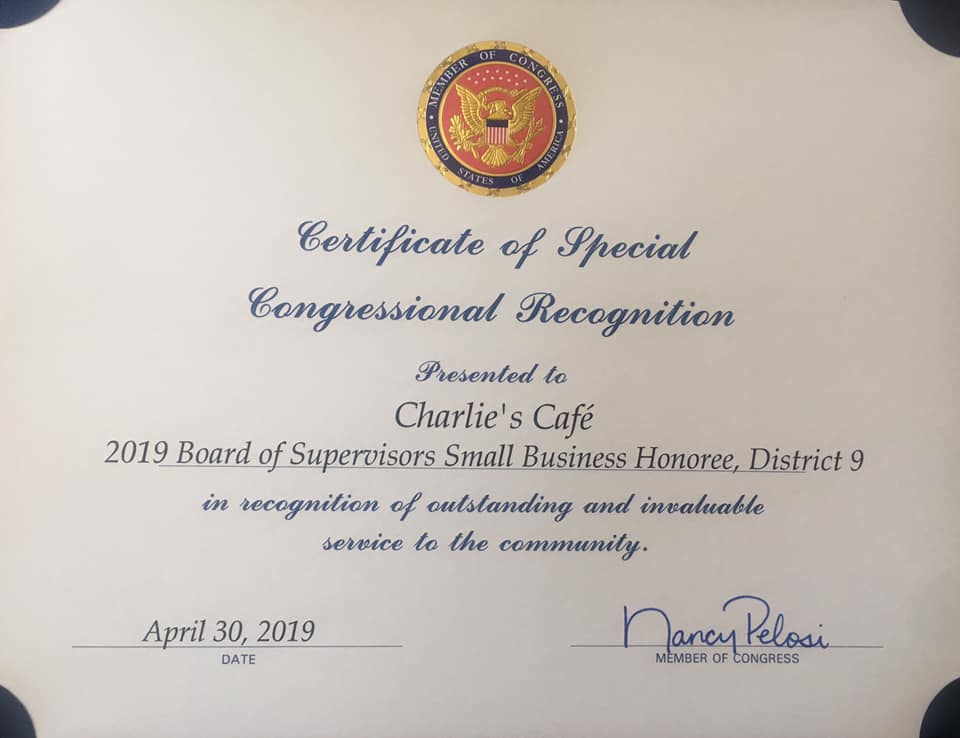 MEMBER OF CONGRESS
UNITED STATES OF AMERICA
Certificate of Special
Congressional Recognition
Presented to
Charlie's Café
2019 Board of Supervisors Small Business Honoree, District 9
in recognition of outstanding and invaluable
service to the community.
April 30, 2019
DATE
Nancy Pelosi
MEMBER OF CONGRESS